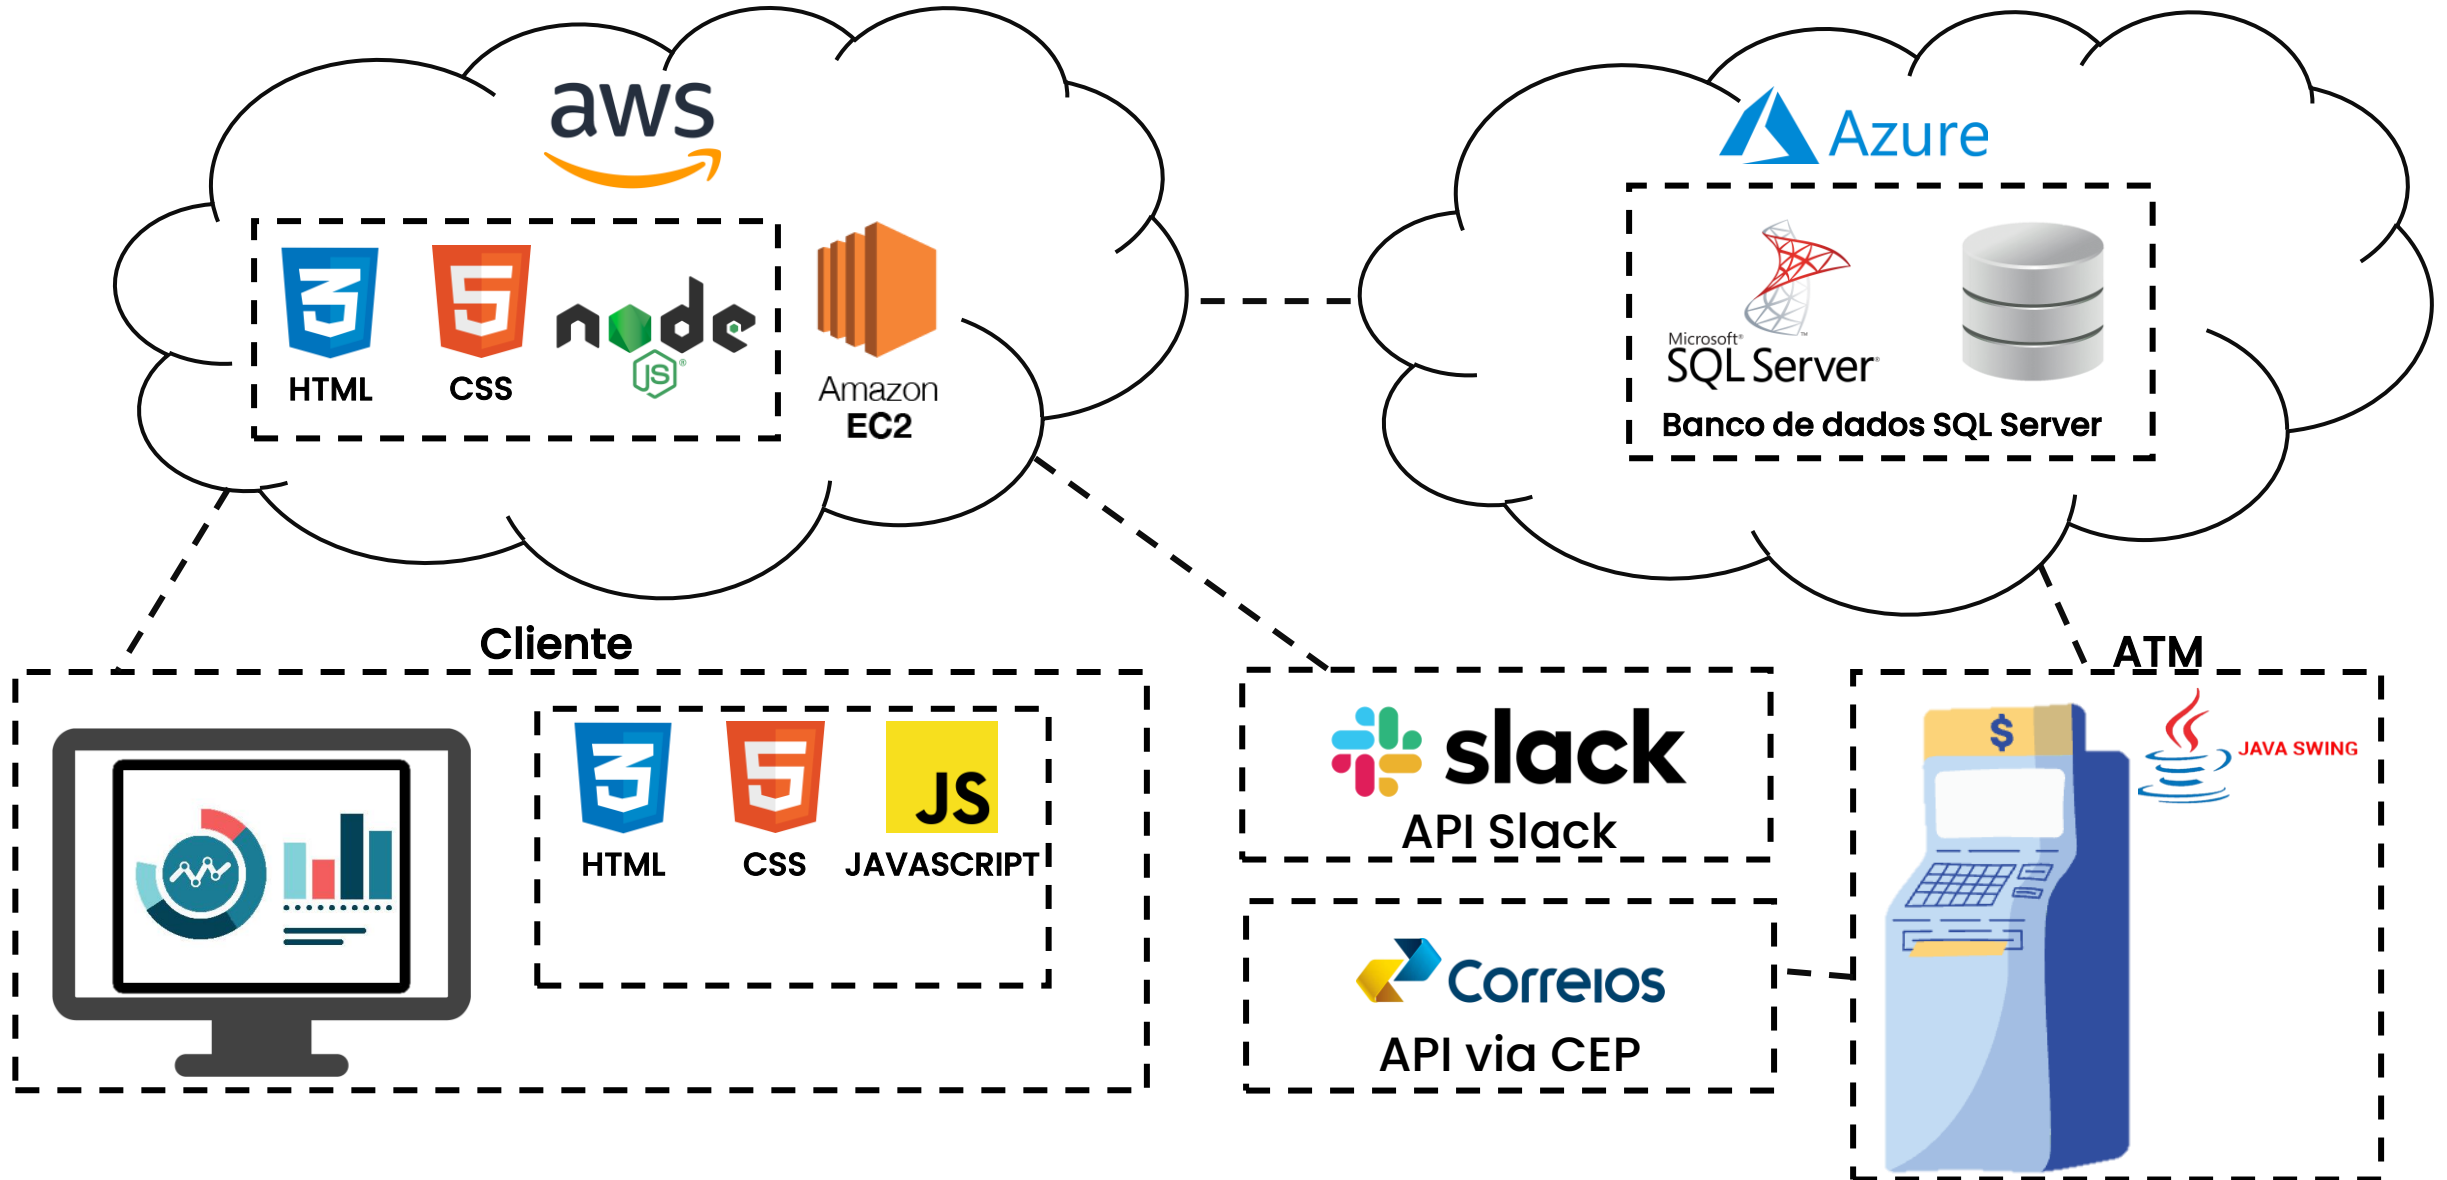 aws
Azure
HTML
CSS
node
JS
Amazon
EC2
Microsoft
SQL Server
Banco de dados SQL Server
Cliente
ATM
HTML
CSS
JS
JAVASCRIPT
slack
API Slack
Correios
API via CEP
$
JAVA SWING